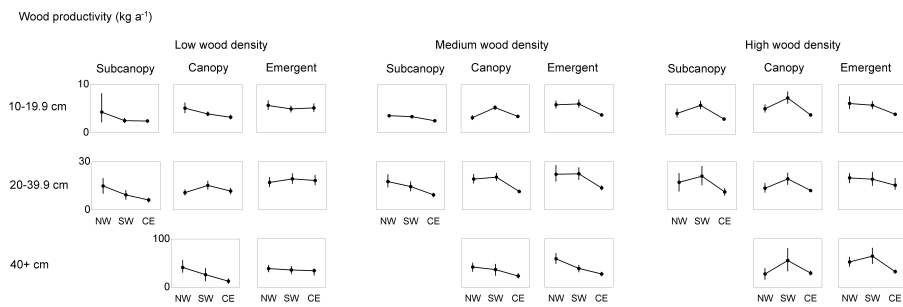 Wood productivity (kg a⁻¹)
Low wood density Medium wood density High wood density
Subcanopy Canopy Emergent Subcanopy Canopy Emergent Subcanopy Canopy Emergent
10
10-19.9 cm
0
30
20-39.9 cm
0
NW SW CE NW SW CE NW SW CE
100
40+ cm
0
NW SW CE NW SW CE NW SW CE NW SW CE NW SW CE NW SW CE